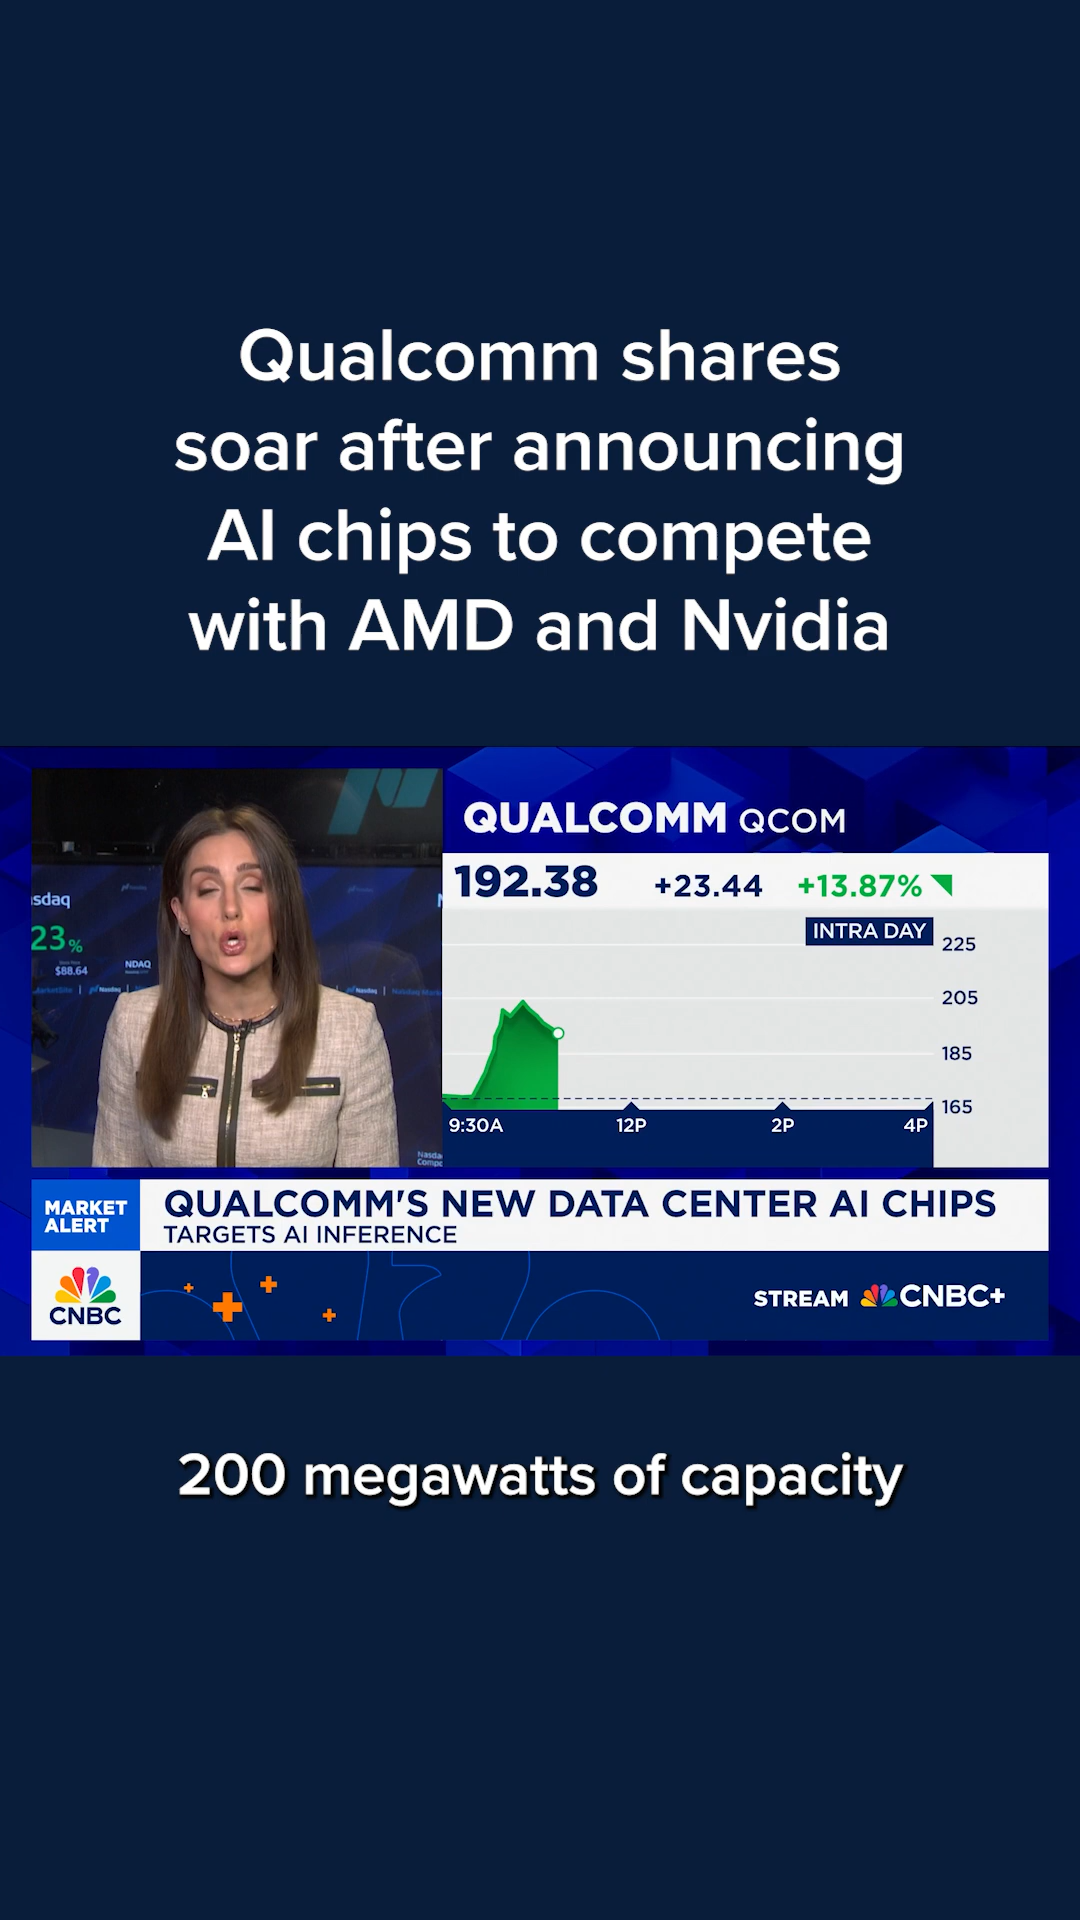 Qualcomm shares
soar after announcing
AI chips to compete
with AMD and Nvidia
QUALCOMM QCOM
192.38 +23.44 +13.87%
INTRA DAY
225
205
185
165
9:30A 12P 2P 4P
sdaq
23%
$88.64
NDAQ
Nasdaq
MARKET
ALERT
QUALCOMM'S NEW DATA CENTER AI CHIPS
TARGETS AI INFERENCE
CNBC
STREAM CNBC+
200 megawatts of capacity